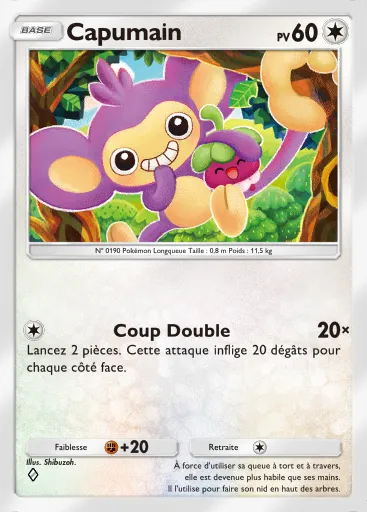 BASE Capumain PV 60
N° 0190 Pokémon Longqueue Taille : 0,8 m Poids : 11,5 kg
Coup Double 20×
Lancez 2 pièces. Cette attaque inflige 20 dégâts pour
chaque côté face.
Faiblesse +20 Retraite
Illus. Shibuzoh.
À force d'utiliser sa queue à tort et à travers,
elle est devenue plus habile que ses mains.
Il l'utilise pour faire son nid en haut des arbres.